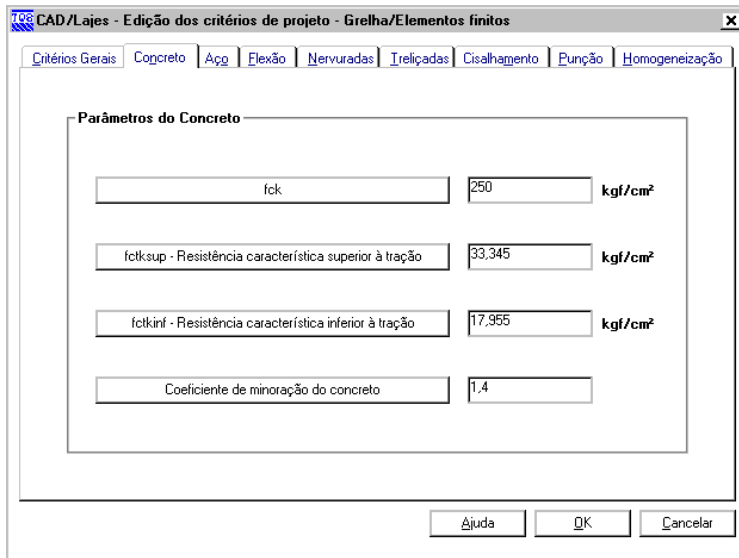 TQS CAD/Lajes - Edição dos critérios de projeto - Grelha/Elementos finitos
Critérios Gerais Concreto Aço Flexão Nervuradas Treliçadas Cisalhamento Punção Homogeneização
Parâmetros do Concreto
fck 250 kgf/cm²
fctksup - Resistência característica superior à tração 33,345 kgf/cm²
fctkinf - Resistência característica inferior à tração 17,955 kgf/cm²
Coeficiente de minoração do concreto 1,4
Ajuda OK Cancelar